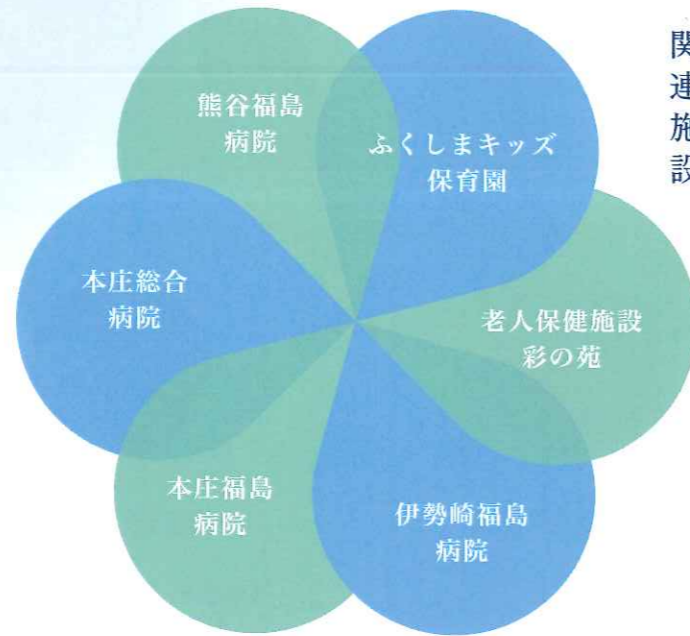 関連施設
熊谷福島
病院
ふくしまキッズ
保育園
本庄総合
病院
老人保健施設
彩の苑
本庄福島
病院
伊勢崎福島
病院